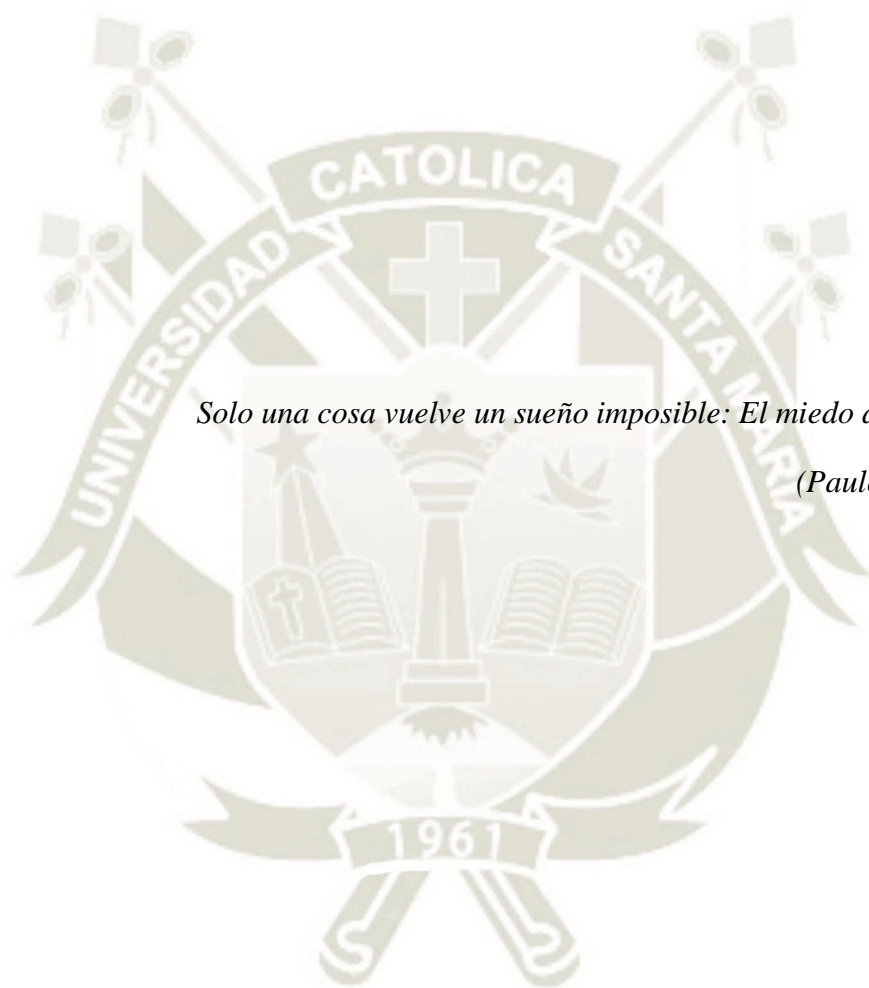 UNIVERSIDAD CATOLICA SANTA MARIA
Solo una cosa vuelve un sueño imposible: El miedo a
(Paulo
1961